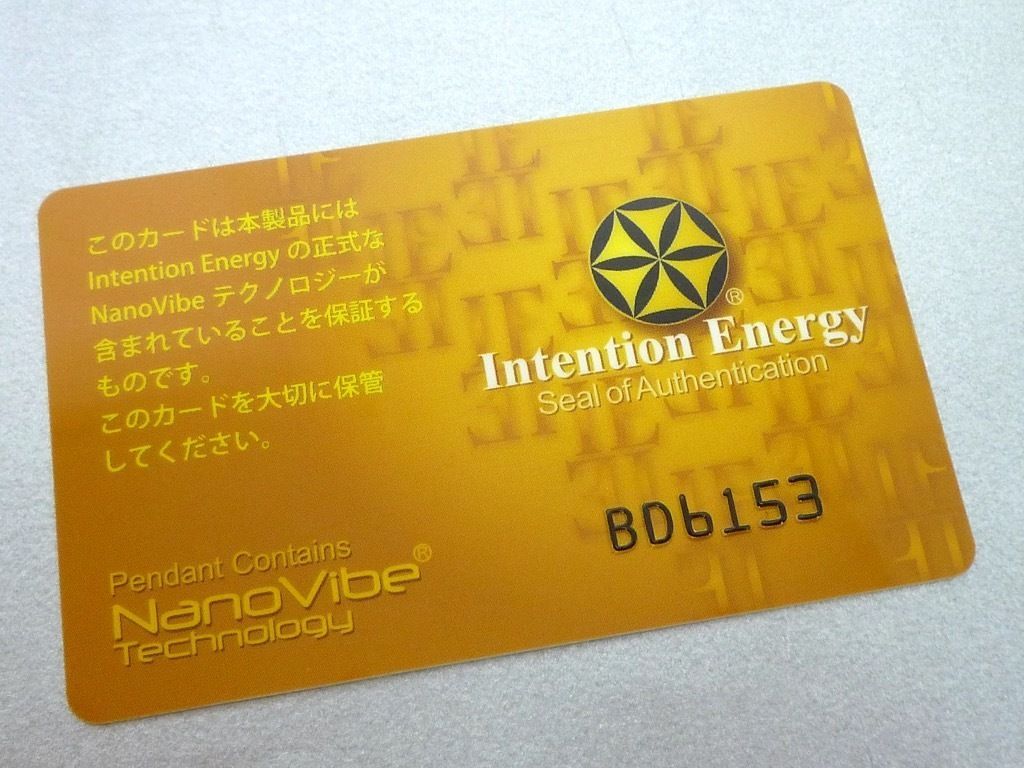 このカードは本製品には
Intention Energy の正式な
NanoVibe テクノロジーが
含まれていることを保証する
ものです。
このカードを大切に保管
してください。
®
Intention Energy
Seal of Authentication
BD6153
Pendant Contains
NanoVibe®
Technology